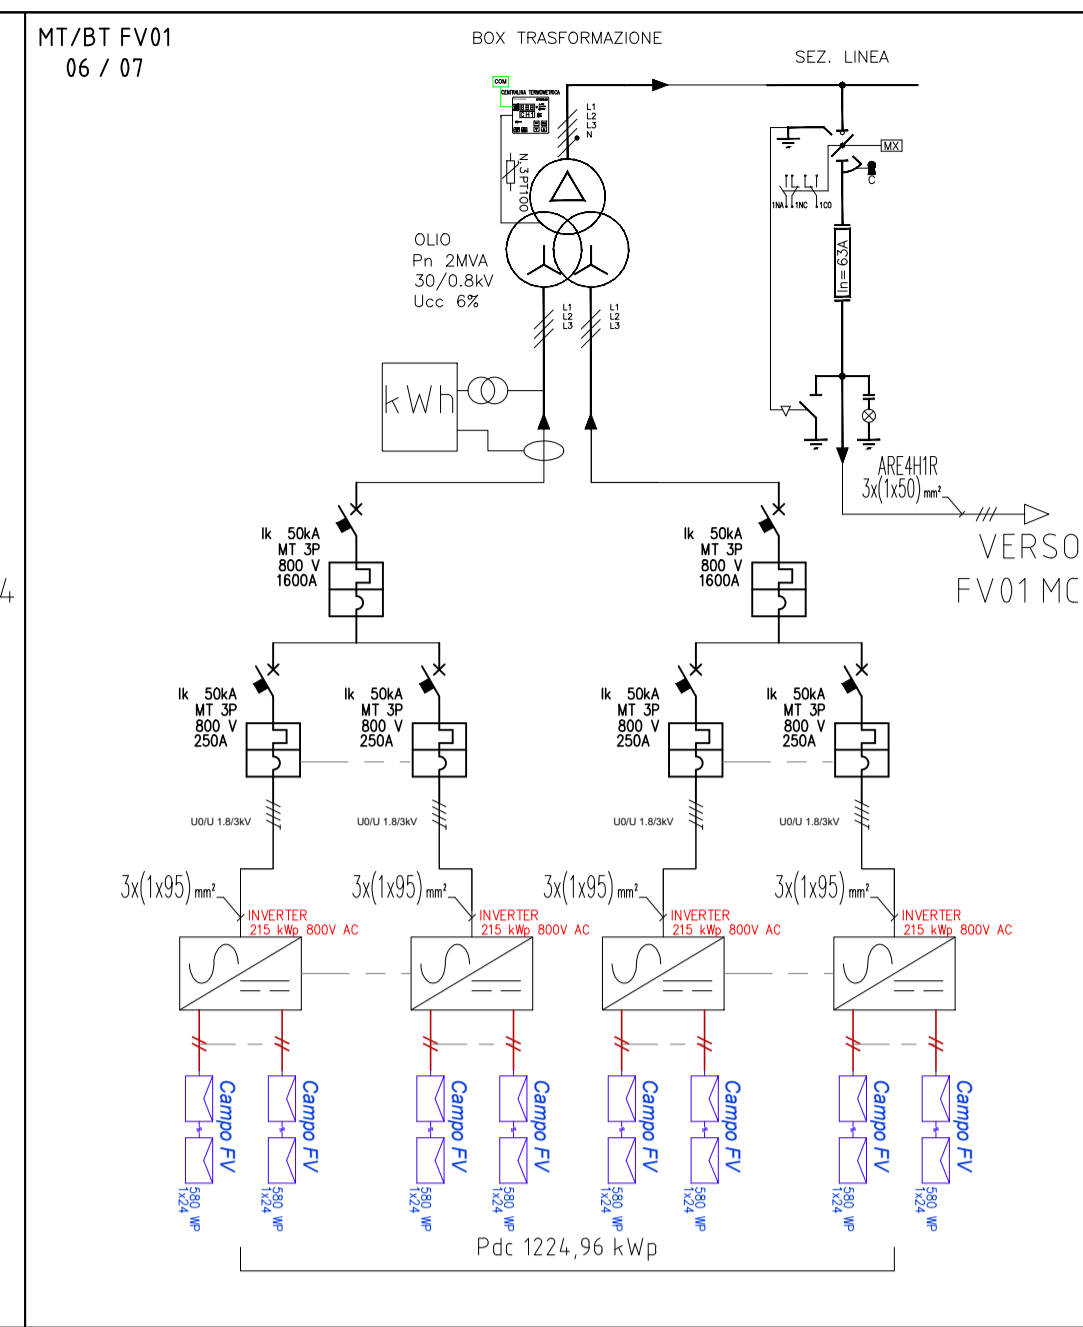 MT/BT FV01
06 / 07
BOX TRASFORMAZIONE
SEZ. LINEA
COM
CENTRALINA TERMOMETRICA
CH1
L1
L2
L3
N
N.3PT100
MX
C
1NA
1NC
1CO
In= 63A
OLIO
Pn 2MVA
30/0.8kV
Ucc 6%
L1
L2
L3
L1
L2
L3
kWh
ARE4H1R
3x(1x50) mm²
VERSO
FV01 MC
4
Ik 50kA
MT 3P
800 V
1600A
Ik 50kA
MT 3P
800 V
1600A
Ik 50kA
MT 3P
800 V
250A
Ik 50kA
MT 3P
800 V
250A
Ik 50kA
MT 3P
800 V
250A
Ik 50kA
MT 3P
800 V
250A
U0/U 1.8/3kV
U0/U 1.8/3kV
U0/U 1.8/3kV
U0/U 1.8/3kV
3x(1x95) mm²
3x(1x95) mm²
3x(1x95) mm²
3x(1x95) mm²
INVERTER
215 kWp 800V AC
INVERTER
215 kWp 800V AC
INVERTER
215 kWp 800V AC
INVERTER
215 kWp 800V AC
Campo FV
Campo FV
Campo FV
Campo FV
Campo FV
Campo FV
Campo FV
Campo FV
580 WP
1x24
580 WP
1x24
580 WP
1x24
580 WP
1x24
580 WP
1x24
580 WP
1x24
580 WP
1x24
580 WP
1x24
Pdc 1224,96 kWp